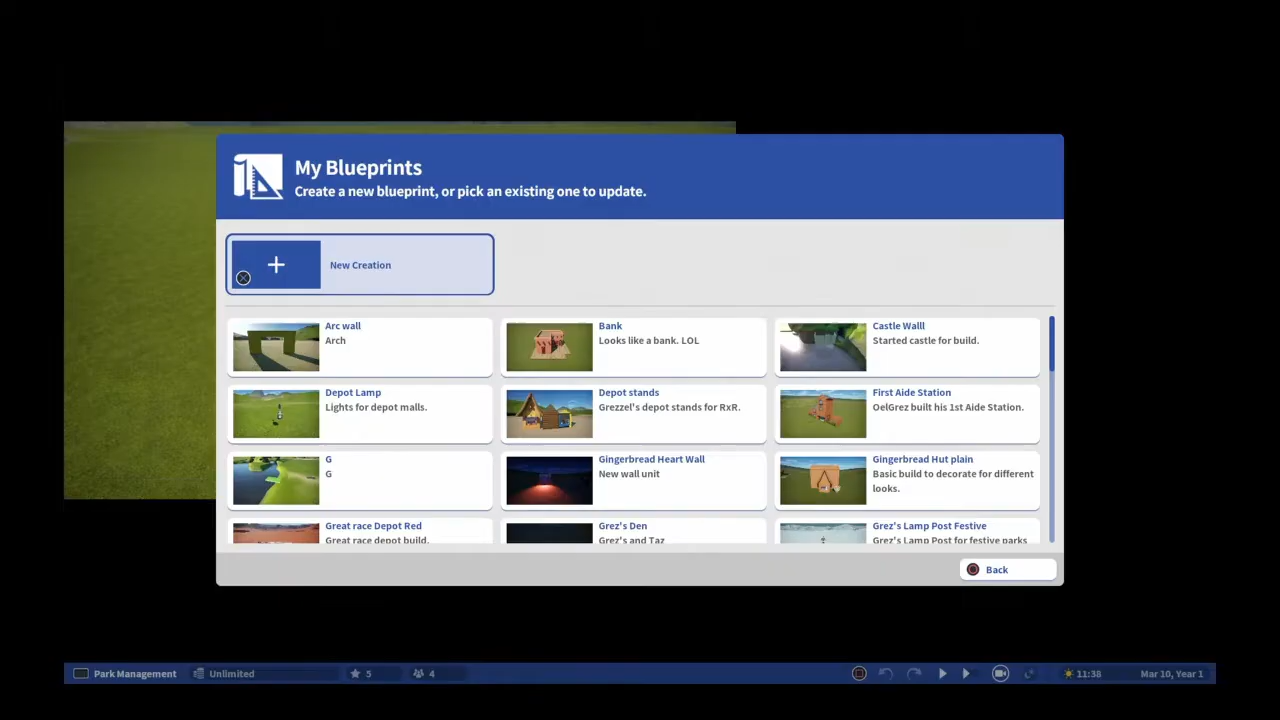 My Blueprints
Create a new blueprint, or pick an existing one to update.
New Creation
Arc wall
Arch
Bank
Looks like a bank. LOL
Castle Walll
Started castle for build.
Depot Lamp
Lights for depot malls.
Depot stands
Grezzel's depot stands for RxR.
First Aide Station
OelGrez built his 1st Aide Station.
G
G
Gingerbread Heart Wall
New wall unit
Gingerbread Hut plain
Basic build to decorate for different
looks.
Great race Depot Red
Great race depot build.
Grez's Den
Grez's and Taz
Grez's Lamp Post Festive
Grez's Lamp Post for festive parks
Back
Park Management
Unlimited
5
4
11:38
Mar 10, Year 1